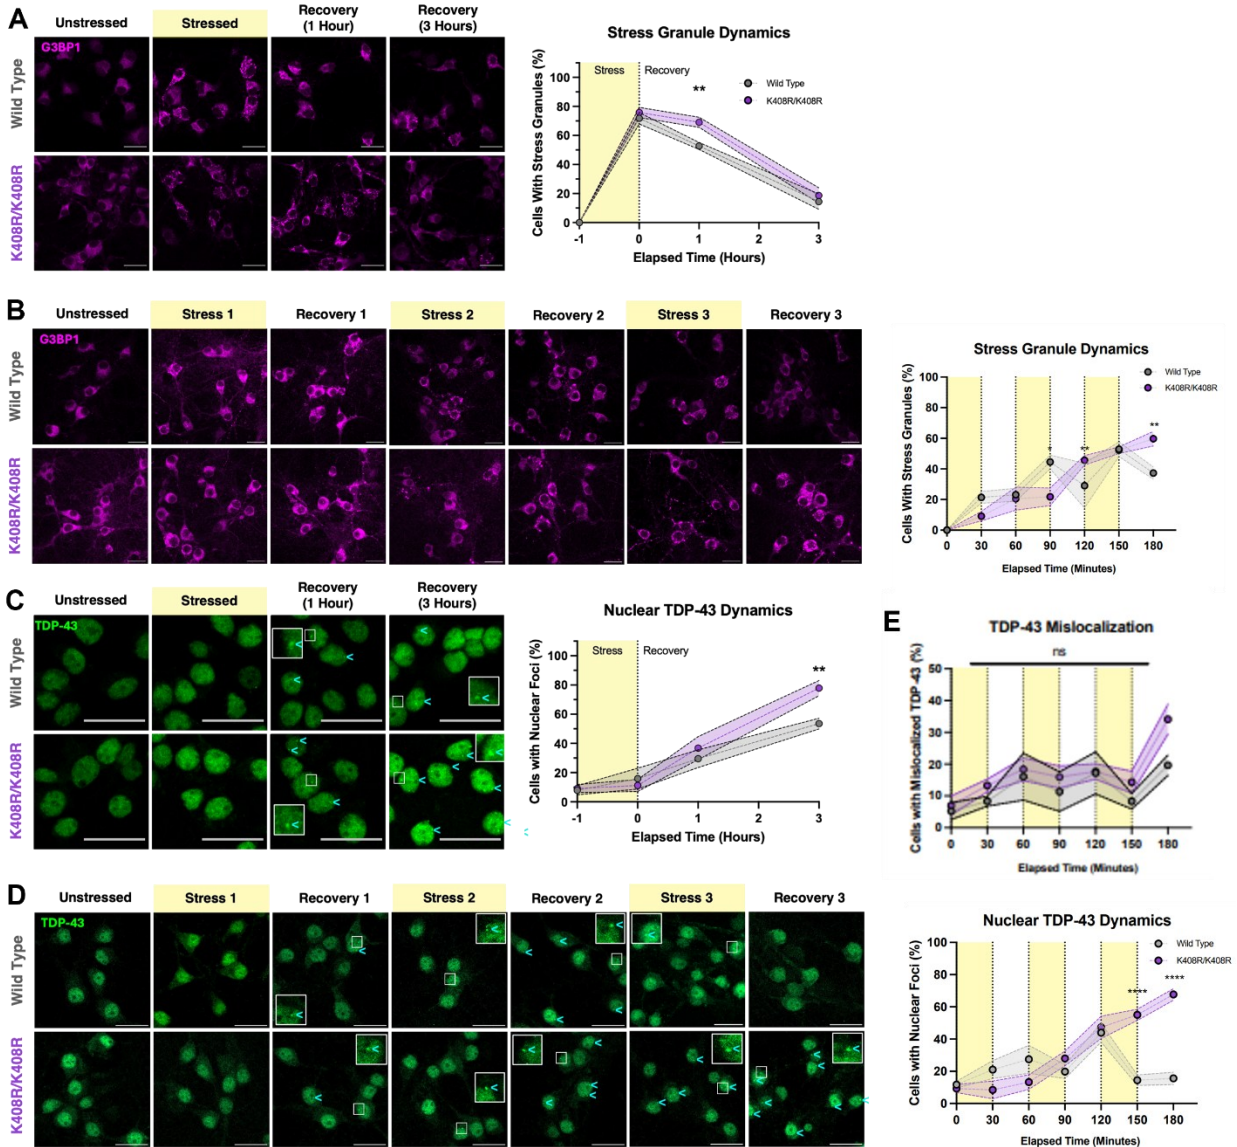 A
Unstressed
Stressed
Recovery
(1 Hour)
Recovery
(3 Hours)
Wild Type
G3BP1
K408R/K408R
Stress Granule Dynamics
Cells With Stress Granules (%)
100
80
60
40
20
0
Stress
Recovery
**
Wild Type
K408R/K408R
-1
0
1
2
3
Elapsed Time (Hours)
B
Unstressed
Stress 1
Recovery 1
Stress 2
Recovery 2
Stress 3
Recovery 3
Wild Type
G3BP1
K408R/K408R
Stress Granule Dynamics
Cells With Stress Granules (%)
100
80
60
40
20
0
Wild Type
K408R/K408R
*
**
**
0
30
60
90
120
150
180
Elapsed Time (Minutes)
C
Unstressed
Stressed
Recovery
(1 Hour)
Recovery
(3 Hours)
Wild Type
TDP-43
K408R/K408R
Nuclear TDP-43 Dynamics
Cells with Nuclear Foci (%)
100
80
60
40
20
0
Stress
Recovery
**
-1
0
1
2
3
Elapsed Time (Hours)
E
TDP-43 Mislocalization
ns
Cells with Mislocalized TDP-43 (%)
50
40
30
20
10
0
0
30
60
90
120
150
180
Elapsed Time (Minutes)
D
Unstressed
Stress 1
Recovery 1
Stress 2
Recovery 2
Stress 3
Recovery 3
Wild Type
TDP-43
K408R/K408R
Nuclear TDP-43 Dynamics
Cells with Nuclear Foci (%)
100
80
60
40
20
0
Wild Type
K408R/K408R
****
****
0
30
60
90
120
150
180
Elapsed Time (Minutes)